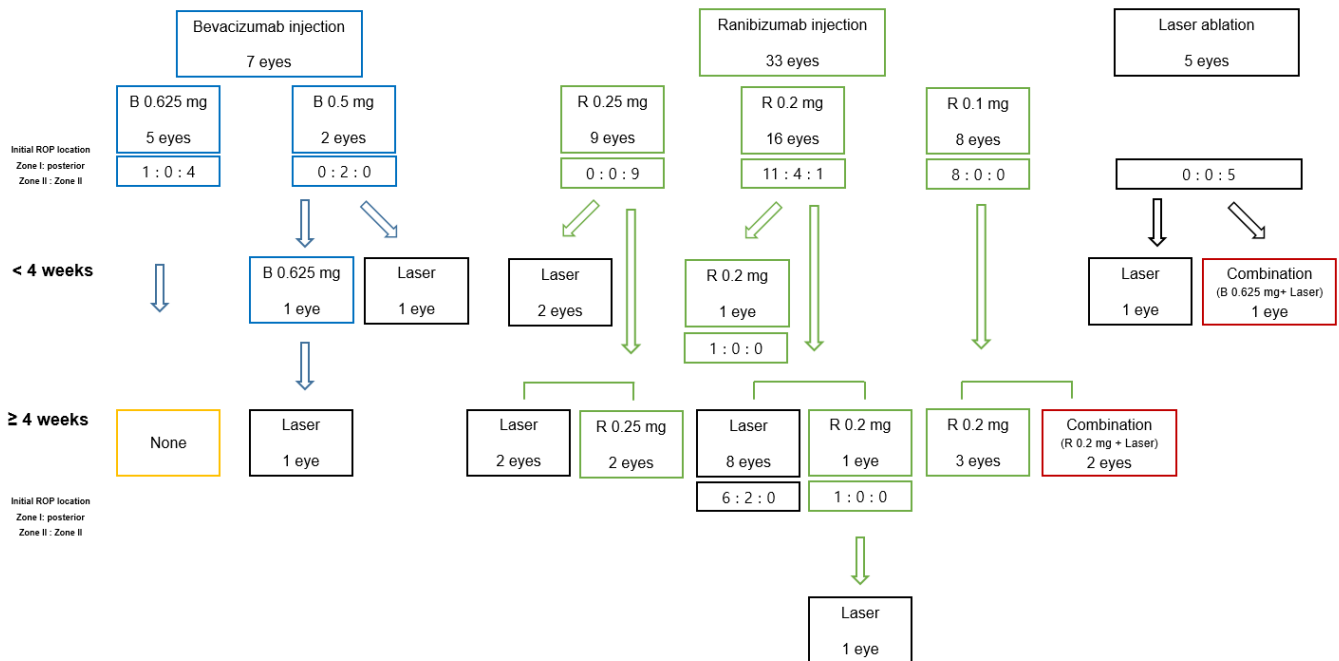 Bevacizumab injection
7 eyes
Ranibizumab injection
33 eyes
Laser ablation
5 eyes
B 0.625 mg
5 eyes
B 0.5 mg
2 eyes
R 0.25 mg
9 eyes
R 0.2 mg
16 eyes
R 0.1 mg
8 eyes
Initial ROP location
Zone I: posterior
Zone II : Zone II
1 : 0 : 4
0 : 2 : 0
0 : 0 : 9
11 : 4 : 1
8 : 0 : 0
0 : 0 : 5
< 4 weeks
B 0.625 mg
1 eye
Laser
1 eye
Laser
2 eyes
R 0.2 mg
1 eye
1 : 0 : 0
Laser
1 eye
Combination
(B 0.625 mg+ Laser)
1 eye
≥ 4 weeks
None
Laser
1 eye
Laser
2 eyes
R 0.25 mg
2 eyes
Laser
8 eyes
R 0.2 mg
1 eye
R 0.2 mg
3 eyes
Combination
(R 0.2 mg + Laser)
2 eyes
Initial ROP location
Zone I: posterior
Zone II : Zone II
6 : 2 : 0
1 : 0 : 0
Laser
1 eye